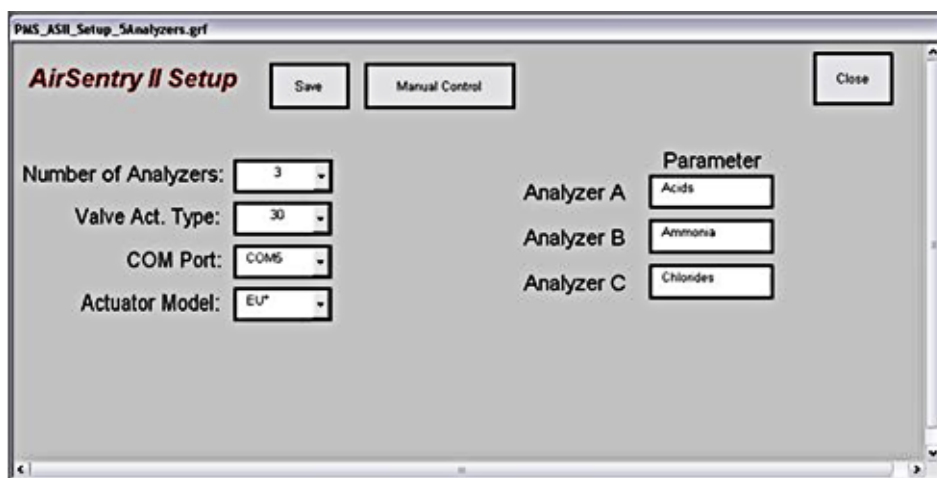 PMS_ASII_Setup_5Analyzers.grf
AirSentry II Setup
Save
Manual Control
Close
Number of Analyzers: 3
Valve Act. Type: 30
COM Port: COM5
Actuator Model: EU*
Parameter
Analyzer A Acids
Analyzer B Ammonia
Analyzer C Chlorides